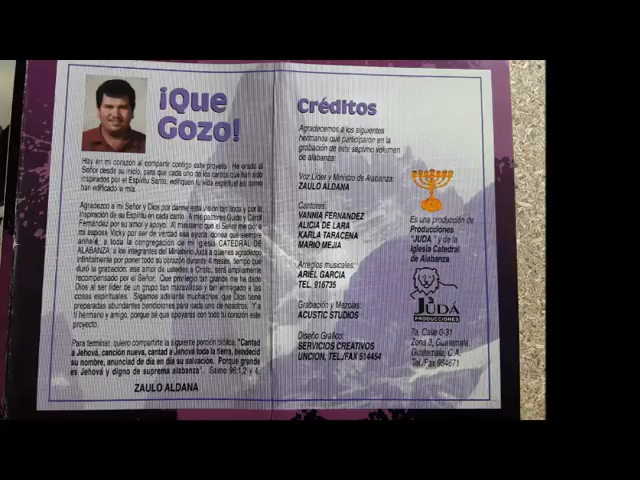 ¡Que
Gozo!
Hay en mi corazón al compartir contigo este proyeto. He orado al
Señor desde su inicio, para que cada uno de los cantos que han sido
inspirados por el Espíritu Santo, edifiquen tu vida espiritual así como
han edificado la mía.
Agradezco a mi Señor y Dios por darme esta visión tan linda y por la
inspiración de su Espíritu en cada canto. A mis pastores Guido y Carol
Fernández por su amor y apoyo. Al ministerio que el Señor me dió a
mi esposa Vicky por ser de verdad esa ayuda idónea que siempre
anhelé, a toda la congregación de mi iglesia CATEDRAL DE
ALABANZA; a los integrantes del Ministerio Judá a quienes agradezco
infinitamente por poner todo su corazón durante 4 meses, tiempo que
duró la grabación; ese amor de ustedes a Cristo, será ampliamente
recompensado por el Señor. Que privilegio tan grande me ha dado
Dios al ser líder de un grupo tan maravilloso y tan entregado a las
cosas espirituales. Sigamos adelante muchachos, que Dios tiene
preparadas abundantes bendiciones para cada uno de nosotros. Y a
ti hermano y amigo, porque sé que apoyarás con todo tu corazón este
proyecto.
Para terminar, quiero compartirte la siguiente porción bíblica. "Cantad
a Jehová, canción nueva, cantad a Jehová toda la tierra, bendecid
su nombre, anunciad de día en día su salvación. Porque grande
es Jehová y digno de suprema alabanza". Salmo 96:1,2 y 4.
ZAULO ALDANA
Créditos
Agradecemos a los siguientes
hermanos que participaron en la
grabación de este séptimo volumen
de alabanza:
Voz Líder y Ministro de Alabanza:
ZAULO ALDANA
Cantores:
VANNIA FERNANDEZ
ALICIA DE LARA
KARLA TARACENA
MARIO MEJIA
Arreglos musicales:
ARIEL GARCIA
TEL. 916735
Grabación y Mezclas:
ACUSTIC STUDIOS
Diseño Gráfico:
SERVICIOS CREATIVOS
UNCION, TEL./FAX 514454
Es una producción de
Producciones
"JUDA" y de la
Iglesia Catedral
de Alabanza
JUDÁ
PRODUCCIONES
7a. Calle 0-31
Zona 3, Guatemala,
Guatemala, C.A.
Tel./Fax 954671